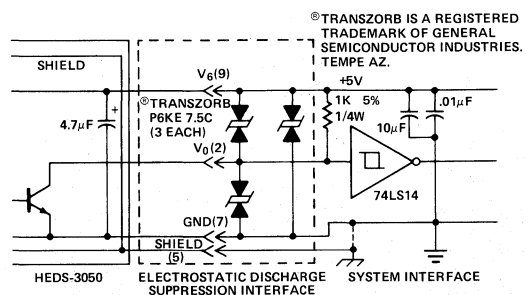 ® TRANSZORB IS A REGISTERED
TRADEMARK OF GENERAL
SEMICONDUCTOR INDUSTRIES.
TEMPE AZ.
SHIELD
V6(9)
+5V
®TRANSZORB
P6KE 7.5C
(3 EACH)
1K 5%
1/4W
.01µF
4.7µF
+
10µF
V0(2)
74LS14
GND(7)
SHIELD
(5)
HEDS-3050
ELECTROSTATIC DISCHARGE
SUPPRESSION INTERFACE
SYSTEM INTERFACE